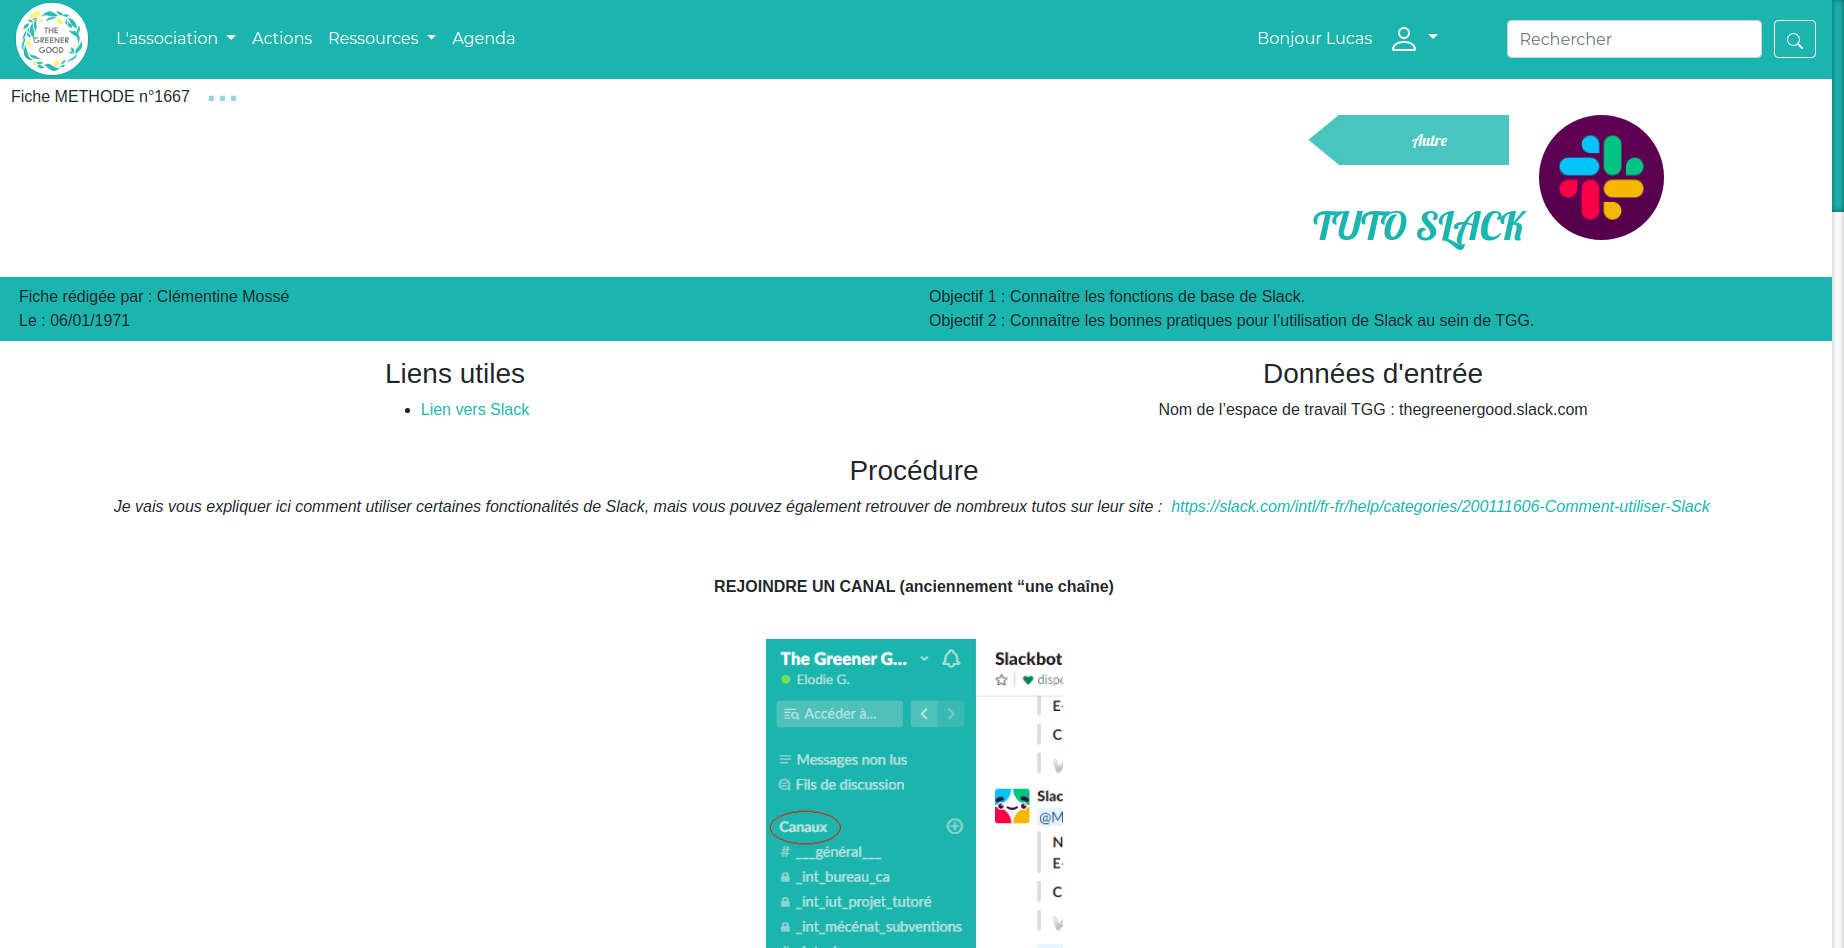 THE
GREENER
GOOD
L'association
Actions
Ressources
Agenda
Bonjour Lucas
Rechercher
Fiche METHODE n°1667
Autre
TUTO SLACK
Fiche rédigée par : Clémentine Mossé
Le : 06/01/1971
Objectif 1 : Connaître les fonctions de base de Slack.
Objectif 2 : Connaître les bonnes pratiques pour l'utilisation de Slack au sein de TGG.
Liens utiles
Lien vers Slack
Données d'entrée
Nom de l'espace de travail TGG : thegreenergood.slack.com
Procédure
Je vais vous expliquer ici comment utiliser certaines fonctionalités de Slack, mais vous pouvez également retrouver de nombreux tutos sur leur site : https://slack.com/intl/fr-fr/help/categories/200111606-Comment-utiliser-Slack
REJOINDRE UN CANAL (anciennement “une chaîne)
The Greener G...
Elodie G.
Accéder à...
Messages non lus
Fils de discussion
Canaux
# ___général___
_int_bureau_ca
_int_iut_projet_tutoré
_int_mécénat_subventions
Slackbot
dispo
E-
C
Slac
@M
N
E-
C